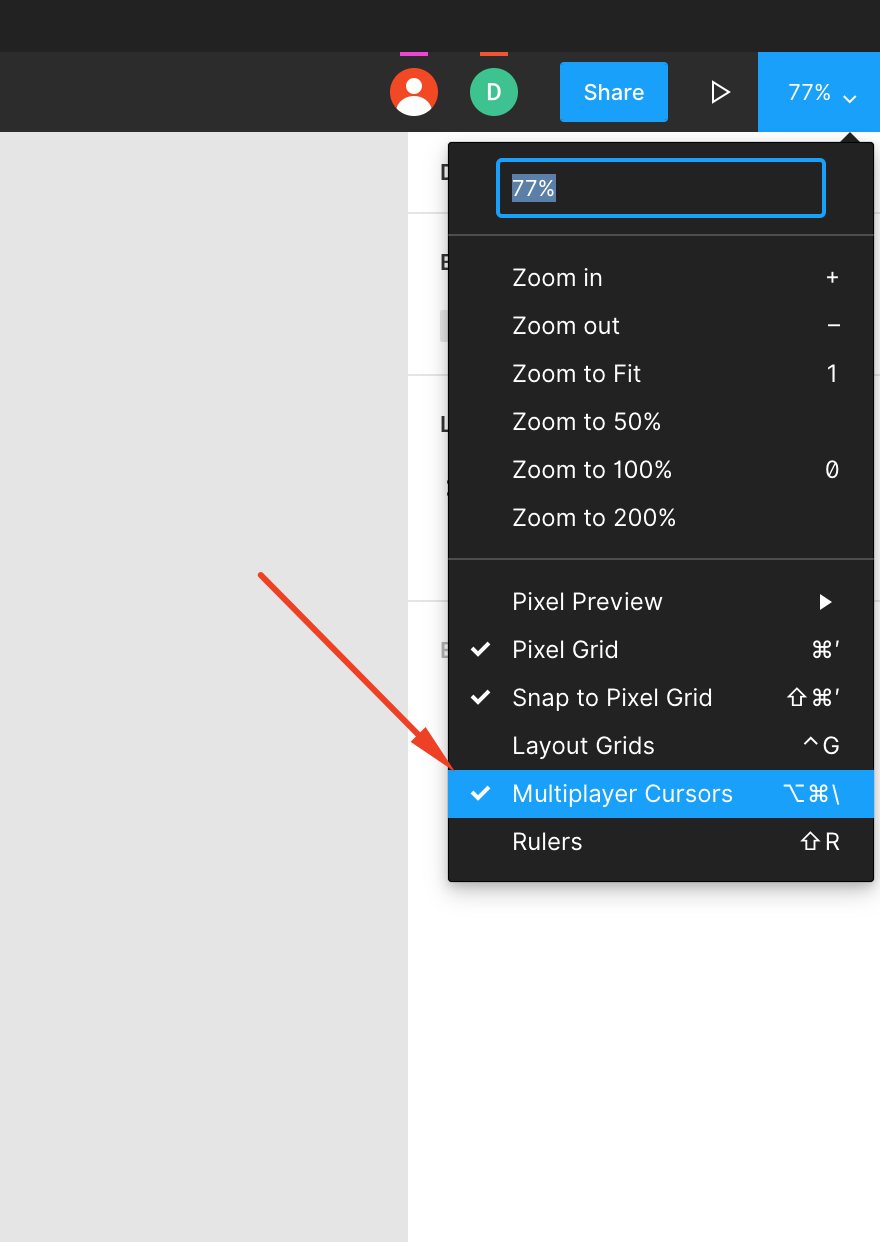 D
Share
77%
77%
Zoom in +
Zoom out −
Zoom to Fit 1
Zoom to 50%
Zoom to 100% 0
Zoom to 200%
Pixel Preview
Pixel Grid ⌘'
Snap to Pixel Grid ⇧⌘'
Layout Grids ^G
Multiplayer Cursors ⌥⌘\
Rulers ⇧R